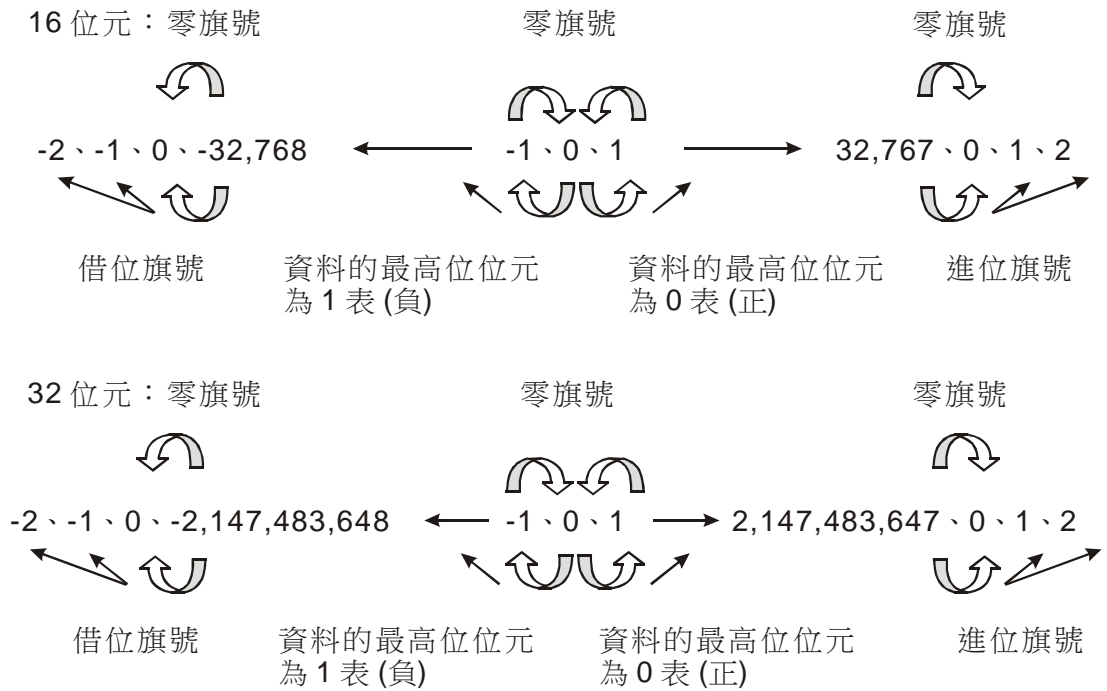 16 位元：零旗號 零旗號 零旗號
-2、-1、0、-32,768 -1、0、1 32,767、0、1、2
借位旗號 資料的最高位位元 資料的最高位位元 進位旗號
為 1 表 (負) 為 0 表 (正)
32 位元：零旗號 零旗號 零旗號
-2、-1、0、-2,147,483,648 -1、0、1 2,147,483,647、0、1、2
借位旗號 資料的最高位位元 資料的最高位位元 進位旗號
為 1 表 (負) 為 0 表 (正)